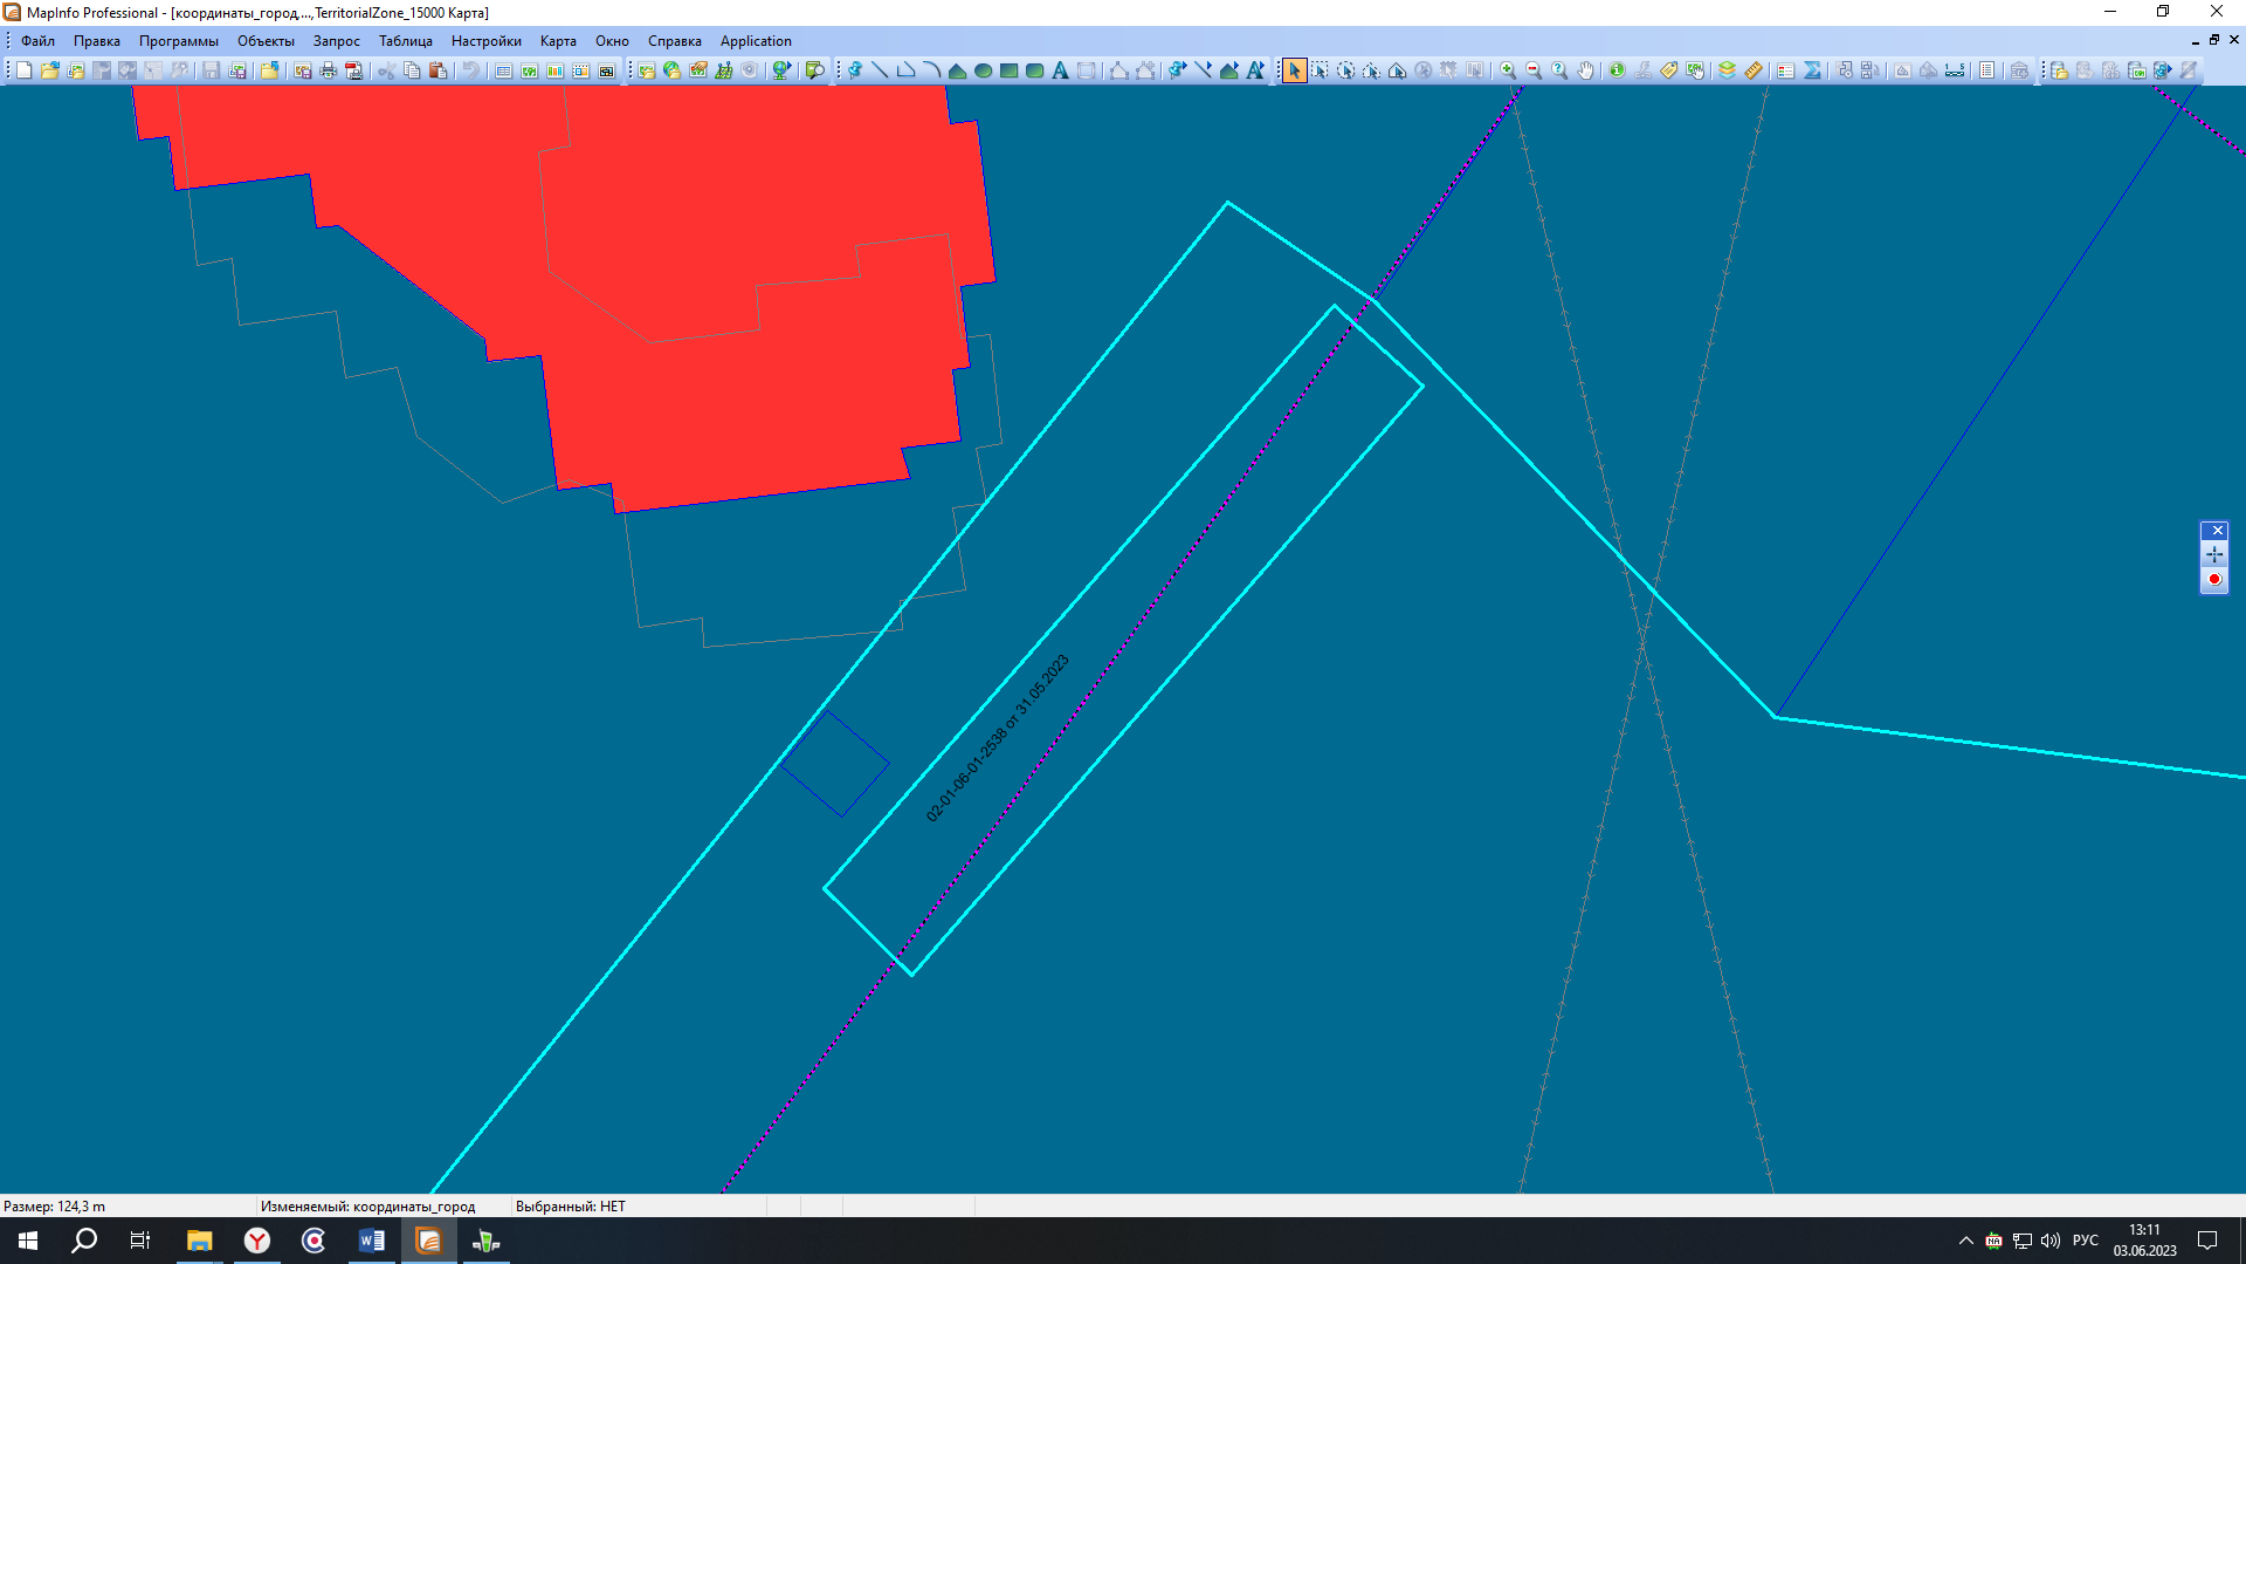 MapInfo Professional - [координаты_город,...,TerritorialZone_15000 Карта]
Файл Правка Программы Объекты Запрос Таблица Настройки Карта Окно Справка Application
02-01-06-01-2538 от 31.05.2023
Размер: 124,3 m Изменяемый: координаты_город Выбранный: НЕТ
РУС
13:11
03.06.2023